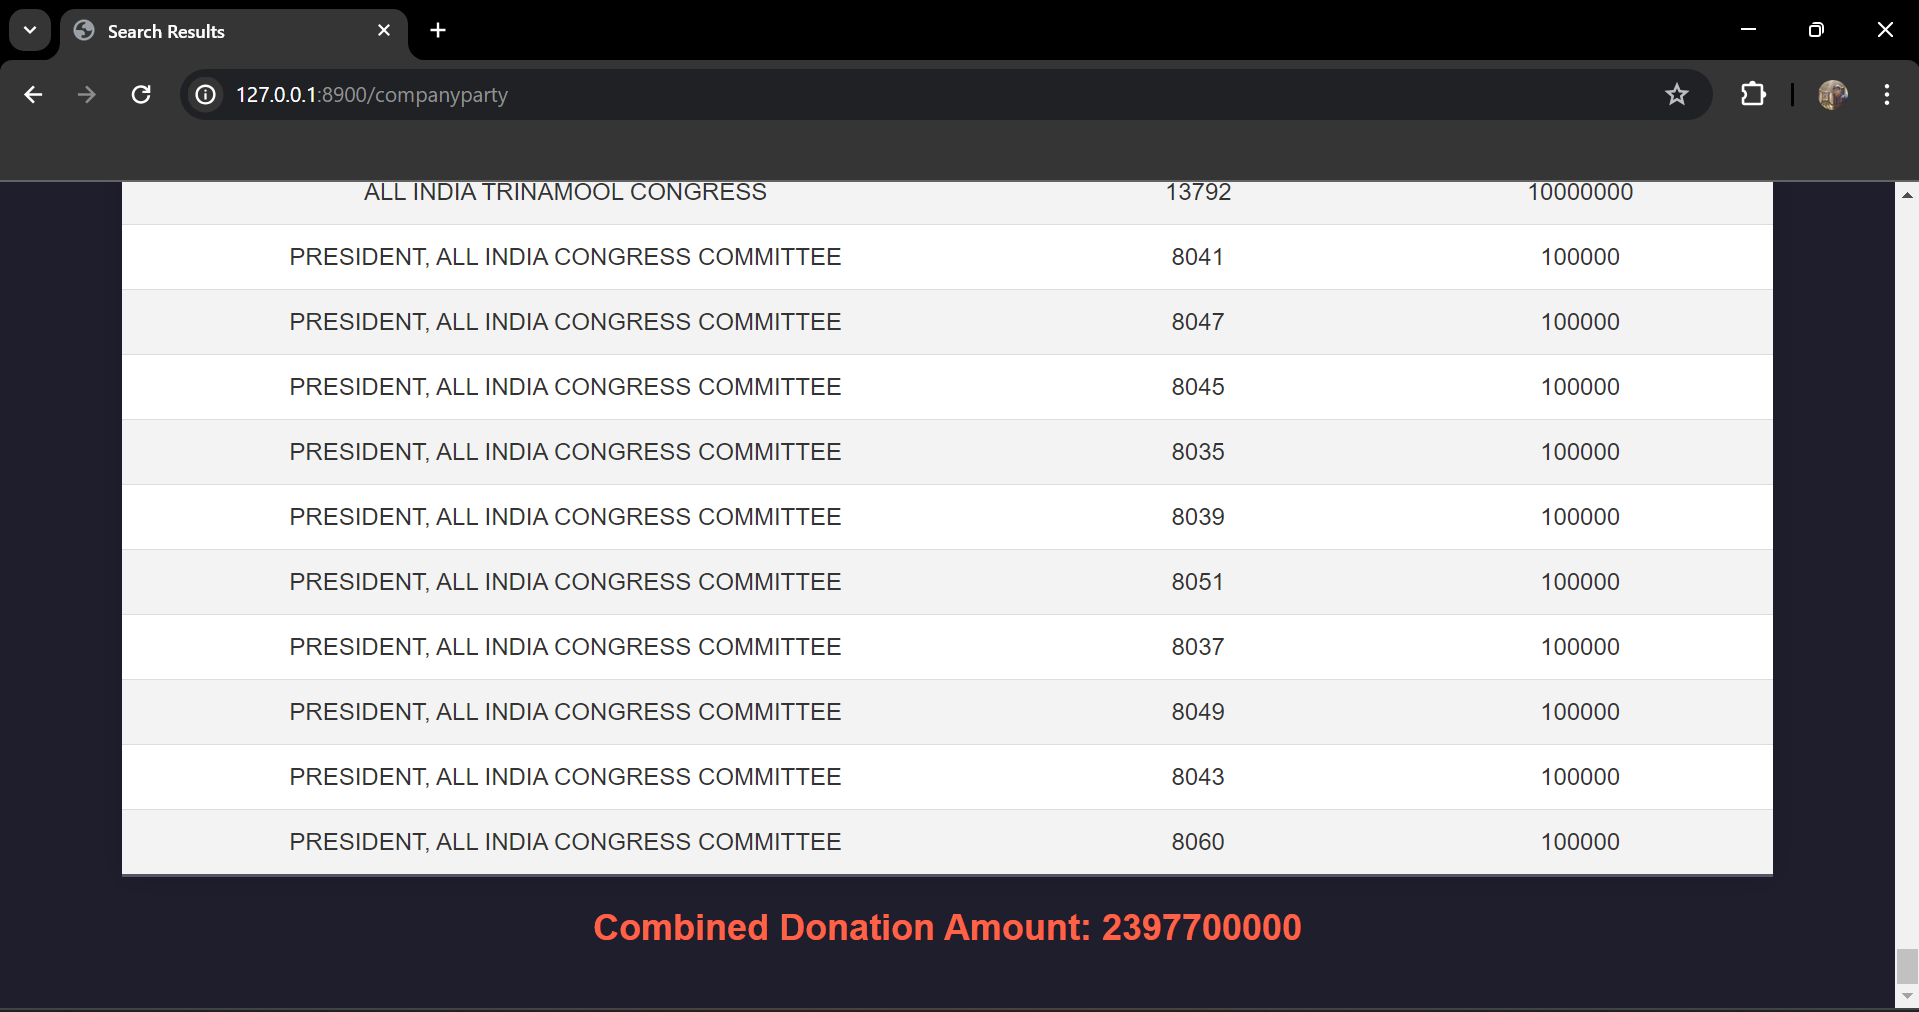 Search Results
127.0.0.1:8900/companyparty
ALL INDIA TRINAMOOL CONGRESS 13792 10000000
PRESIDENT, ALL INDIA CONGRESS COMMITTEE 8041 100000
PRESIDENT, ALL INDIA CONGRESS COMMITTEE 8047 100000
PRESIDENT, ALL INDIA CONGRESS COMMITTEE 8045 100000
PRESIDENT, ALL INDIA CONGRESS COMMITTEE 8035 100000
PRESIDENT, ALL INDIA CONGRESS COMMITTEE 8039 100000
PRESIDENT, ALL INDIA CONGRESS COMMITTEE 8051 100000
PRESIDENT, ALL INDIA CONGRESS COMMITTEE 8037 100000
PRESIDENT, ALL INDIA CONGRESS COMMITTEE 8049 100000
PRESIDENT, ALL INDIA CONGRESS COMMITTEE 8043 100000
PRESIDENT, ALL INDIA CONGRESS COMMITTEE 8060 100000
Combined Donation Amount: 2397700000